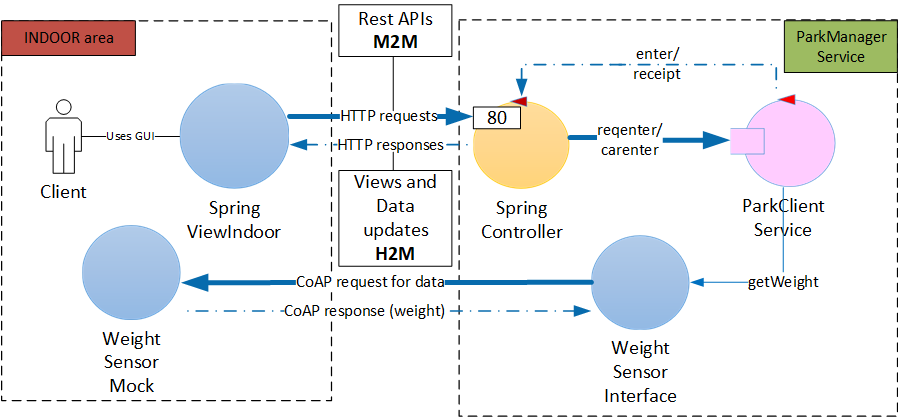 INDOOR area
Rest APIs
M2M
ParkManager
Service
enter/
receipt
HTTP requests
80
reqenter/
carenter
Uses GUI
HTTP responses
Client
Spring
ViewIndoor
Views and
Data
updates
H2M
Spring
Controller
ParkClient
Service
CoAP request for data
getWeight
CoAP response (weight)
Weight
Sensor
Mock
Weight
Sensor
Interface